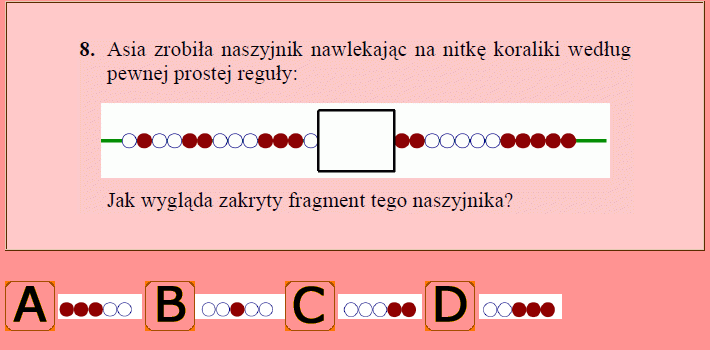 8. Asia zrobiła naszyjnik nawlekając na nitkę koraliki według
pewnej prostej reguły:
Jak wygląda zakryty fragment tego naszyjnika?
A B C D